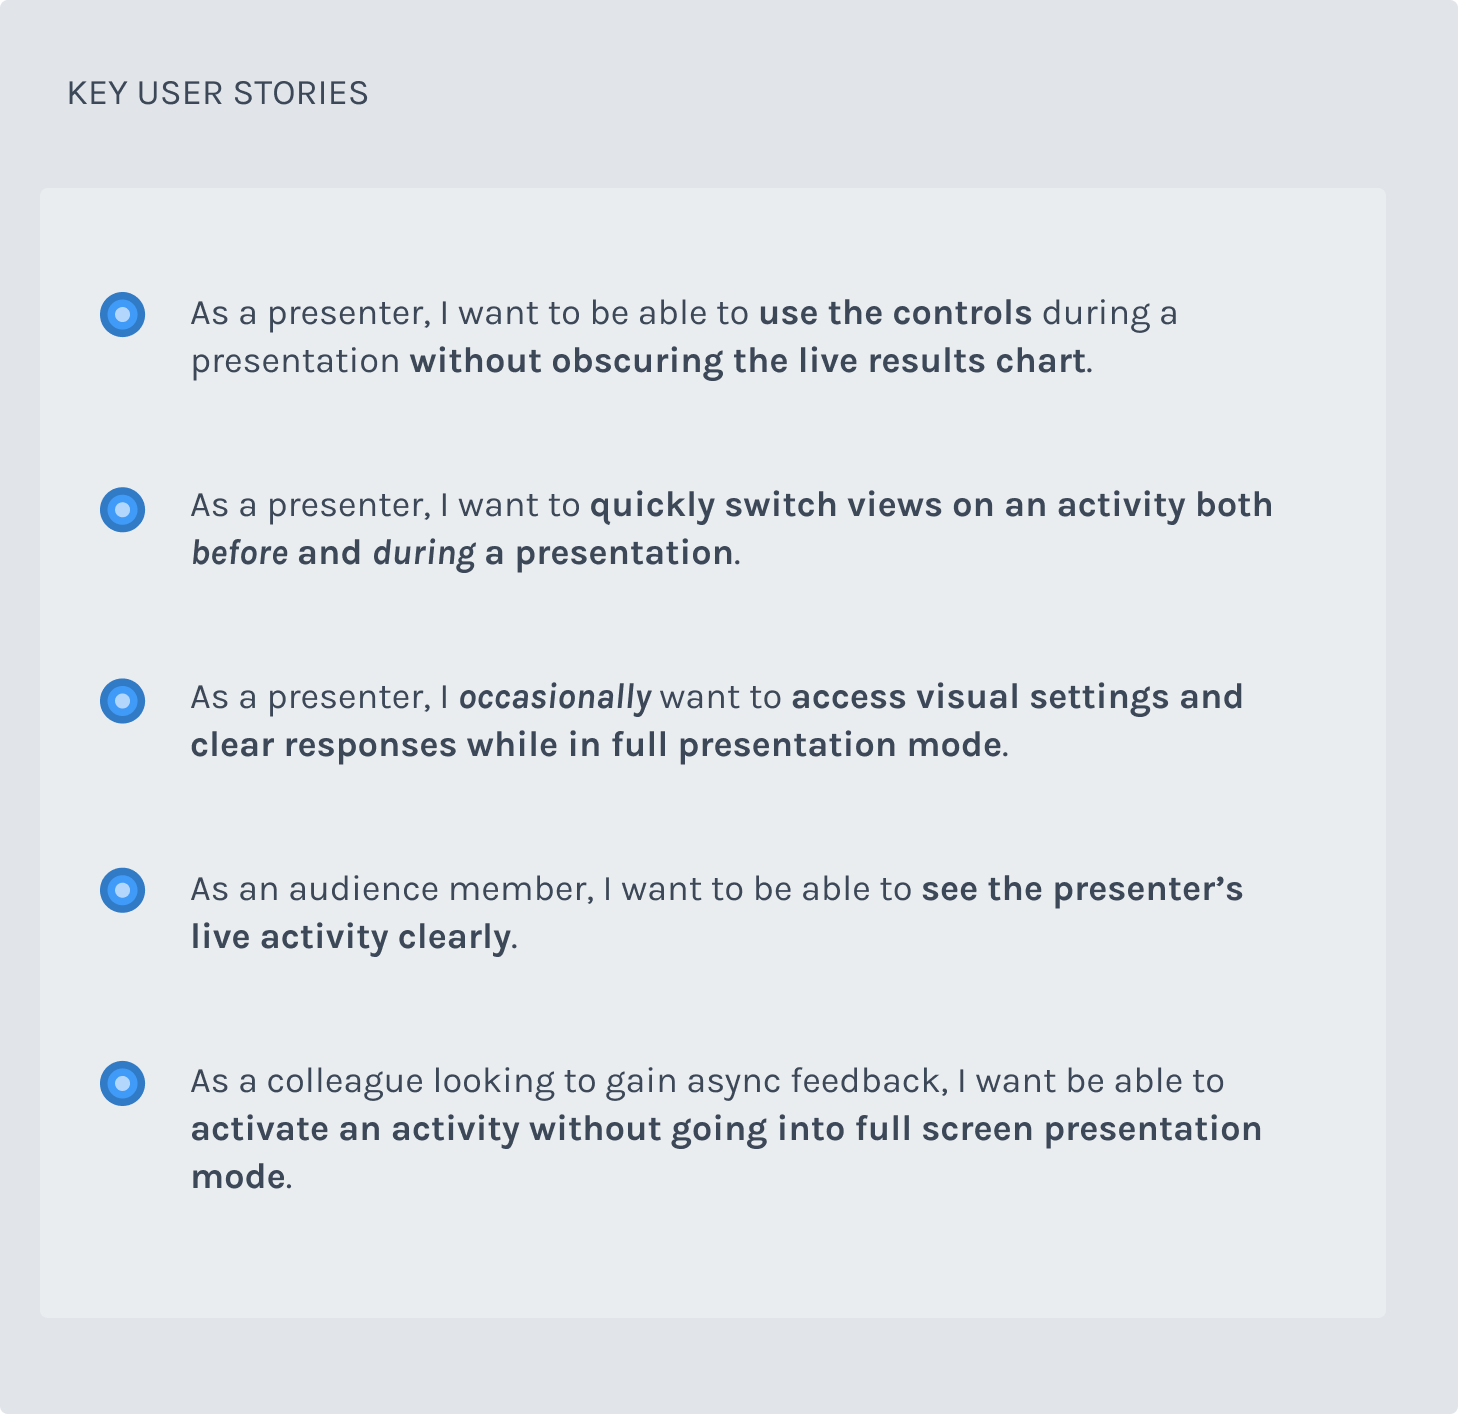 KEY USER STORIES
As a presenter, I want to be able to use the controls during a
presentation without obscuring the live results chart.
As a presenter, I want to quickly switch views on an activity both
before and during a presentation.
As a presenter, I occasionally want to access visual settings and
clear responses while in full presentation mode.
As an audience member, I want to be able to see the presenter’s
live activity clearly.
As a colleague looking to gain async feedback, I want be able to
activate an activity without going into full screen presentation
mode.